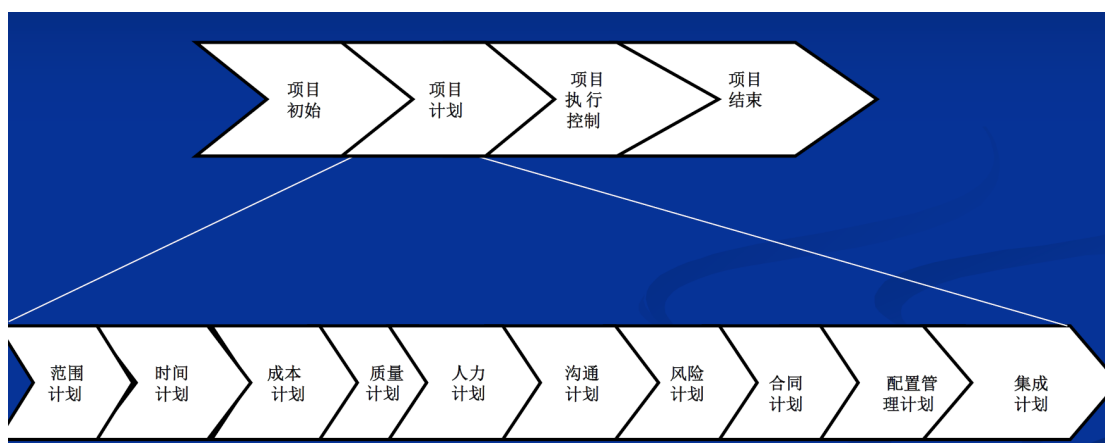 项目
初始
项目
计划
项目
执行
控制
项目
结束
范围
计划
时间
计划
成本
计划
质量
计划
人力
计划
沟通
计划
风险
计划
合同
计划
配置管
理计划
集成
计划